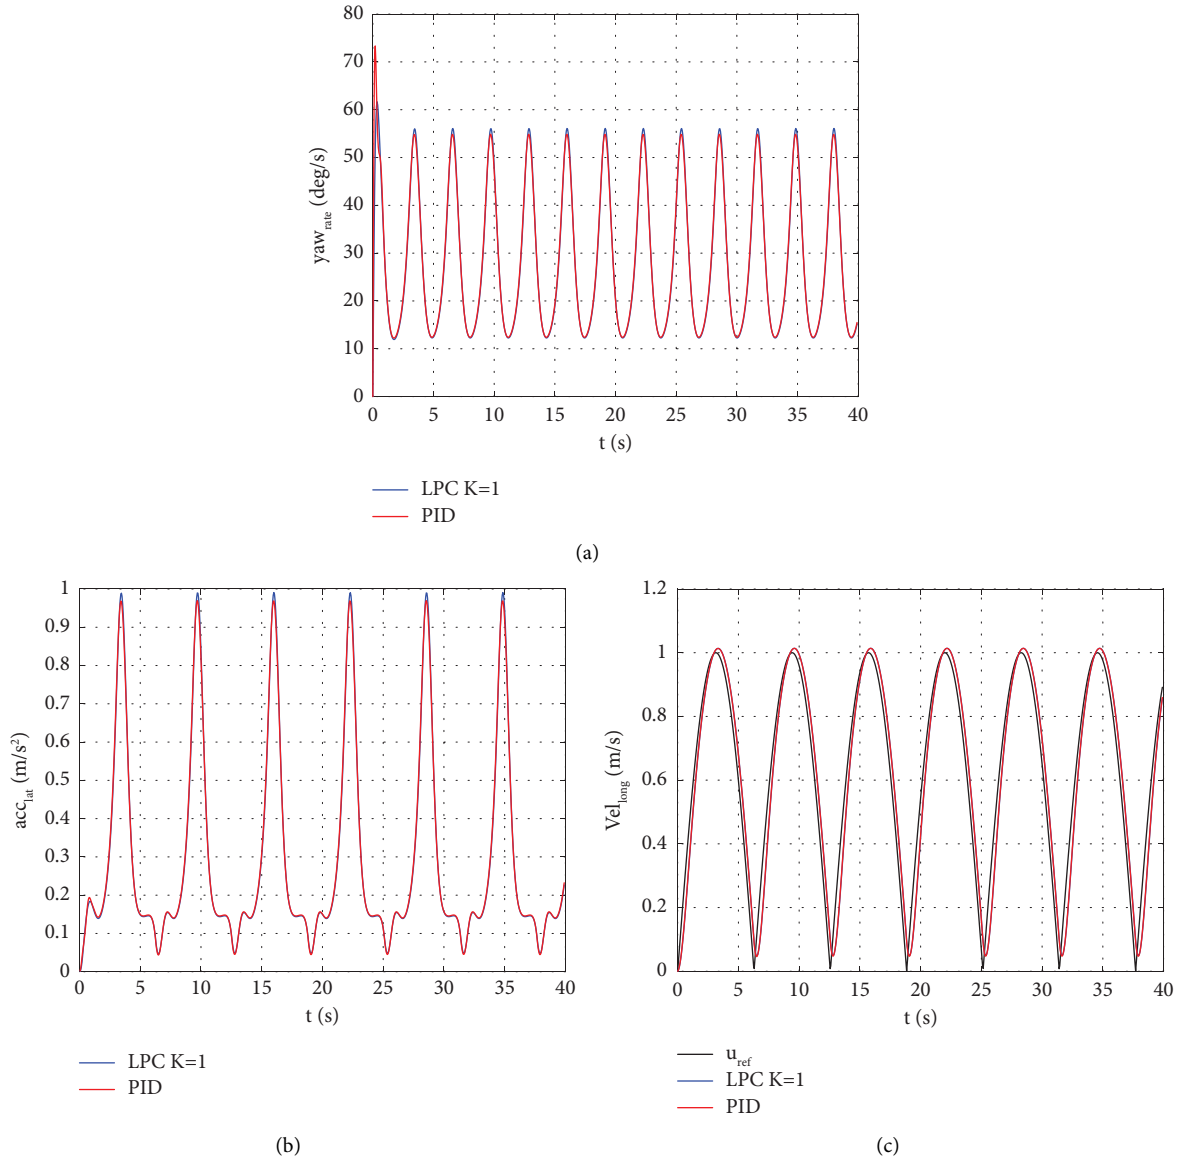 80
70
60
50
40
30
20
10
0
yaw_rate (deg/s)
0 5 10 15 20 25 30 35 40
t (s)
LPC K=1
PID
(a)
1
0.9
0.8
0.7
0.6
0.5
0.4
0.3
0.2
0.1
0
acc_lat (m/s²)
0 5 10 15 20 25 30 35 40
t (s)
LPC K=1
PID
(b)
1.2
1
0.8
0.6
0.4
0.2
0
Vel_long (m/s)
0 5 10 15 20 25 30 35 40
t (s)
u_ref
LPC K=1
PID
(c)